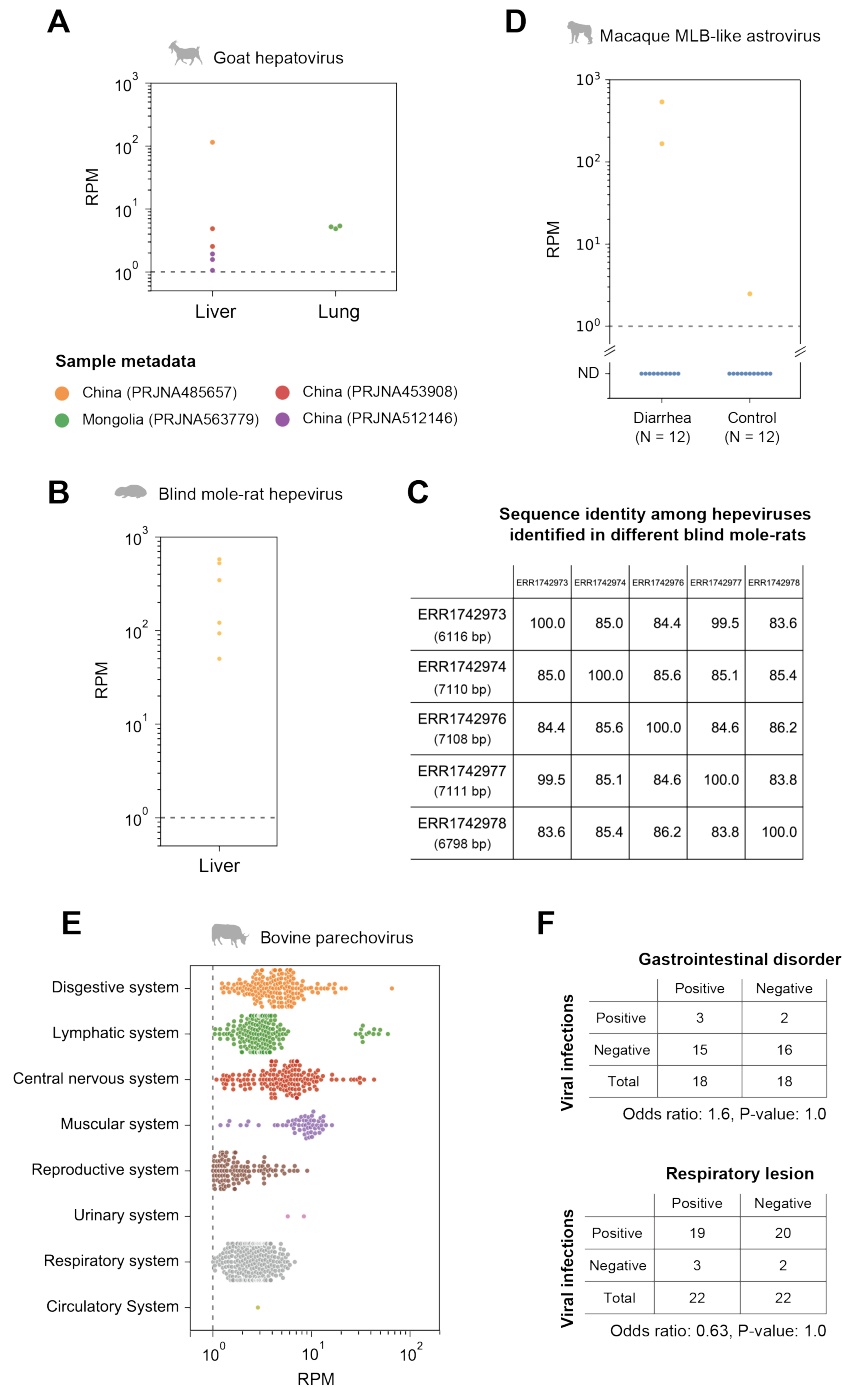 A
Goat hepatovirus
10³
10²
10¹
10⁰
RPM
Liver
Lung
Sample metadata
China (PRJNA485657)
China (PRJNA453908)
Mongolia (PRJNA563779)
China (PRJNA512146)
D
Macaque MLB-like astrovirus
10³
10²
10¹
10⁰
ND
RPM
Diarrhea
(N = 12)
Control
(N = 12)
B
Blind mole-rat hepevirus
10³
10²
10¹
10⁰
RPM
Liver
C
Sequence identity among hepeviruses
identified in different blind mole-rats
ERR1742973 ERR1742974 ERR1742976 ERR1742977 ERR1742978
ERR1742973
(6116 bp)
100.0 85.0 84.4 99.5 83.6
ERR1742974
(7110 bp)
85.0 100.0 85.6 85.1 85.4
ERR1742976
(7108 bp)
84.4 85.6 100.0 84.6 86.2
ERR1742977
(7111 bp)
99.5 85.1 84.6 100.0 83.8
ERR1742978
(6798 bp)
83.6 85.4 86.2 83.8 100.0
E
Bovine parechovirus
Disgestive system
Lymphatic system
Central nervous system
Muscular system
Reproductive system
Urinary system
Respiratory system
Circulatory System
10⁰ 10¹ 10²
RPM
F
Gastrointestinal disorder
Positive Negative
Viral infections
Positive 3 2
Negative 15 16
Total 18 18
Odds ratio: 1.6, P-value: 1.0
Respiratory lesion
Positive Negative
Viral infections
Positive 19 20
Negative 3 2
Total 22 22
Odds ratio: 0.63, P-value: 1.0